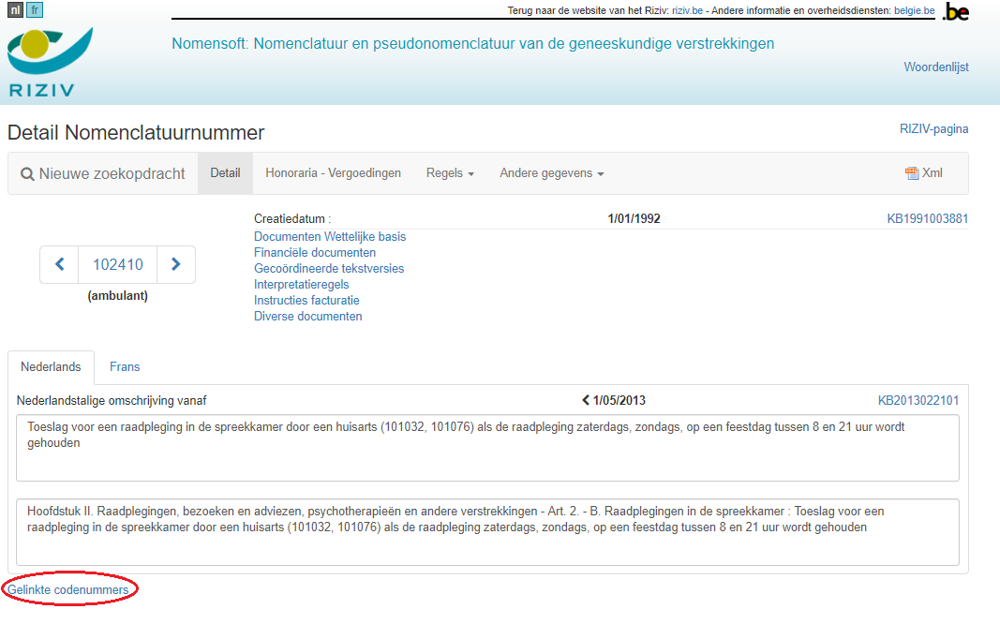 nl fr
Terug naar de website van het Riziv: riziv.be - Andere informatie en overheidsdiensten: belgie.be
.be
Nomensoft: Nomenclatuur en pseudonomenclatuur van de geneeskundige verstrekkingen
Woordenlijst
RIZIV
Detail Nomenclatuurnummer
RIZIV-pagina
Nieuwe zoekopdracht Detail Honoraria - Vergoedingen Regels Andere gegevens Xml
Creatiedatum : 1/01/1992 KB1991003881
Documenten Wettelijke basis
Financiële documenten
102410
Gecoördineerde tekstversies
Interpretatieregels
(ambulant)
Instructies facturatie
Diverse documenten
Nederlands Frans
Nederlandstalige omschrijving vanaf 1/05/2013 KB2013022101
Toeslag voor een raadpleging in de spreekkamer door een huisarts (101032, 101076) als de raadpleging zaterdags, zondags, op een feestdag tussen 8 en 21 uur wordt
gehouden
Hoofdstuk II. Raadplegingen, bezoeken en adviezen, psychotherapieën en andere verstrekkingen - Art. 2. - B. Raadplegingen in de spreekkamer : Toeslag voor een
raadpleging in de spreekkamer door een huisarts (101032, 101076) als de raadpleging zaterdags, zondags, op een feestdag tussen 8 en 21 uur wordt gehouden
Gelinkte codenummers